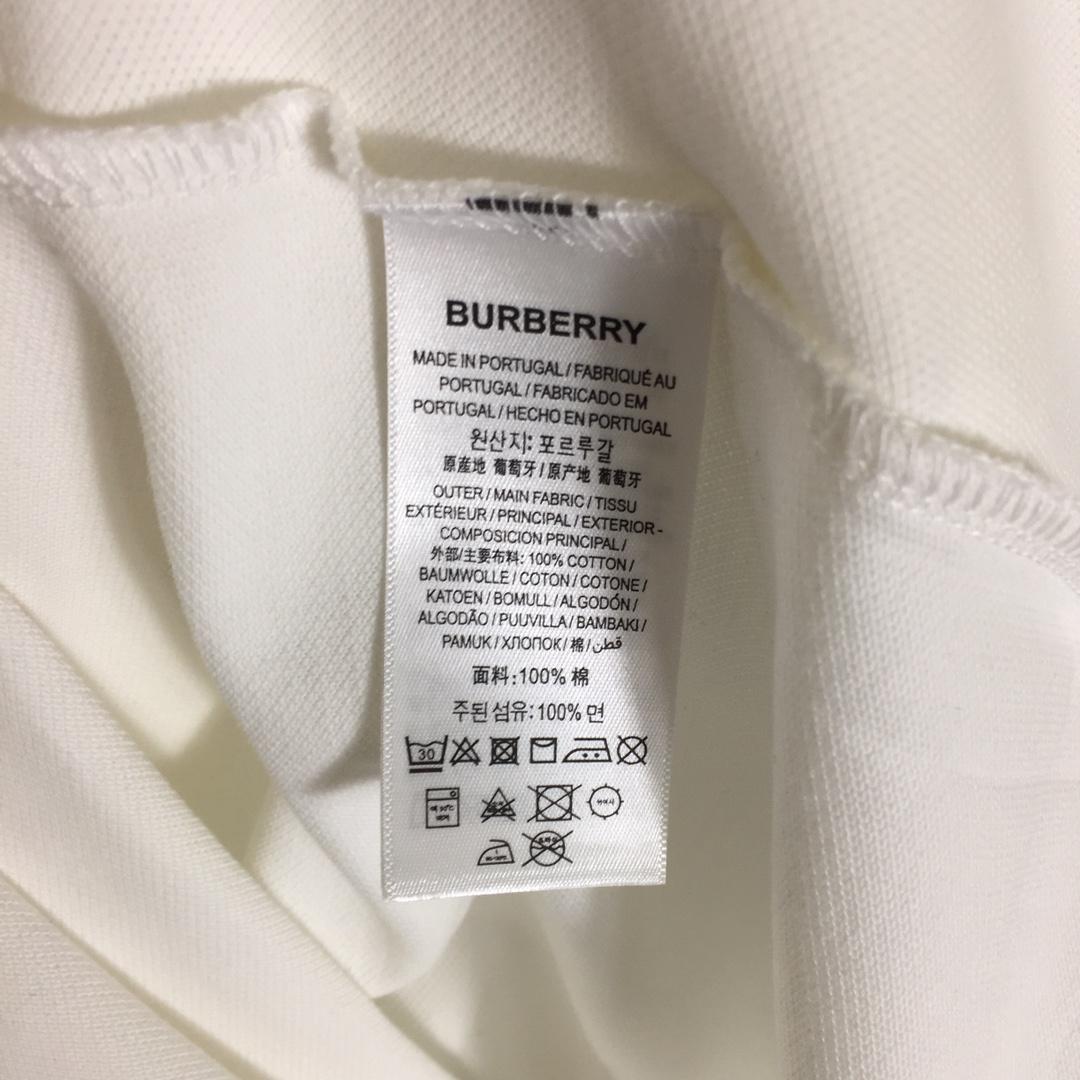 BURBERRY
MADE IN PORTUGAL / FABRIQUÉ AU
PORTUGAL / FABRICADO EM
PORTUGAL / HECHO EN PORTUGAL
원산지: 포르루갈
原產地 葡萄牙 / 原产地 葡萄牙
OUTER / MAIN FABRIC / TISSU
EXTÉRIEUR / PRINCIPAL / EXTERIOR -
COMPOSICION PRINCIPAL /
外部/主要布料: 100% COTTON /
BAUMWOLLE / COTON / COTONE /
KATOEN / BOMULL / ALGODÓN /
ALGODÃO / PUUVILLA / BAMBAKI /
PAMUK / ХЛОПОК / 棉 / قطن
面料: 100% 棉
주된 섬유: 100% 면
30